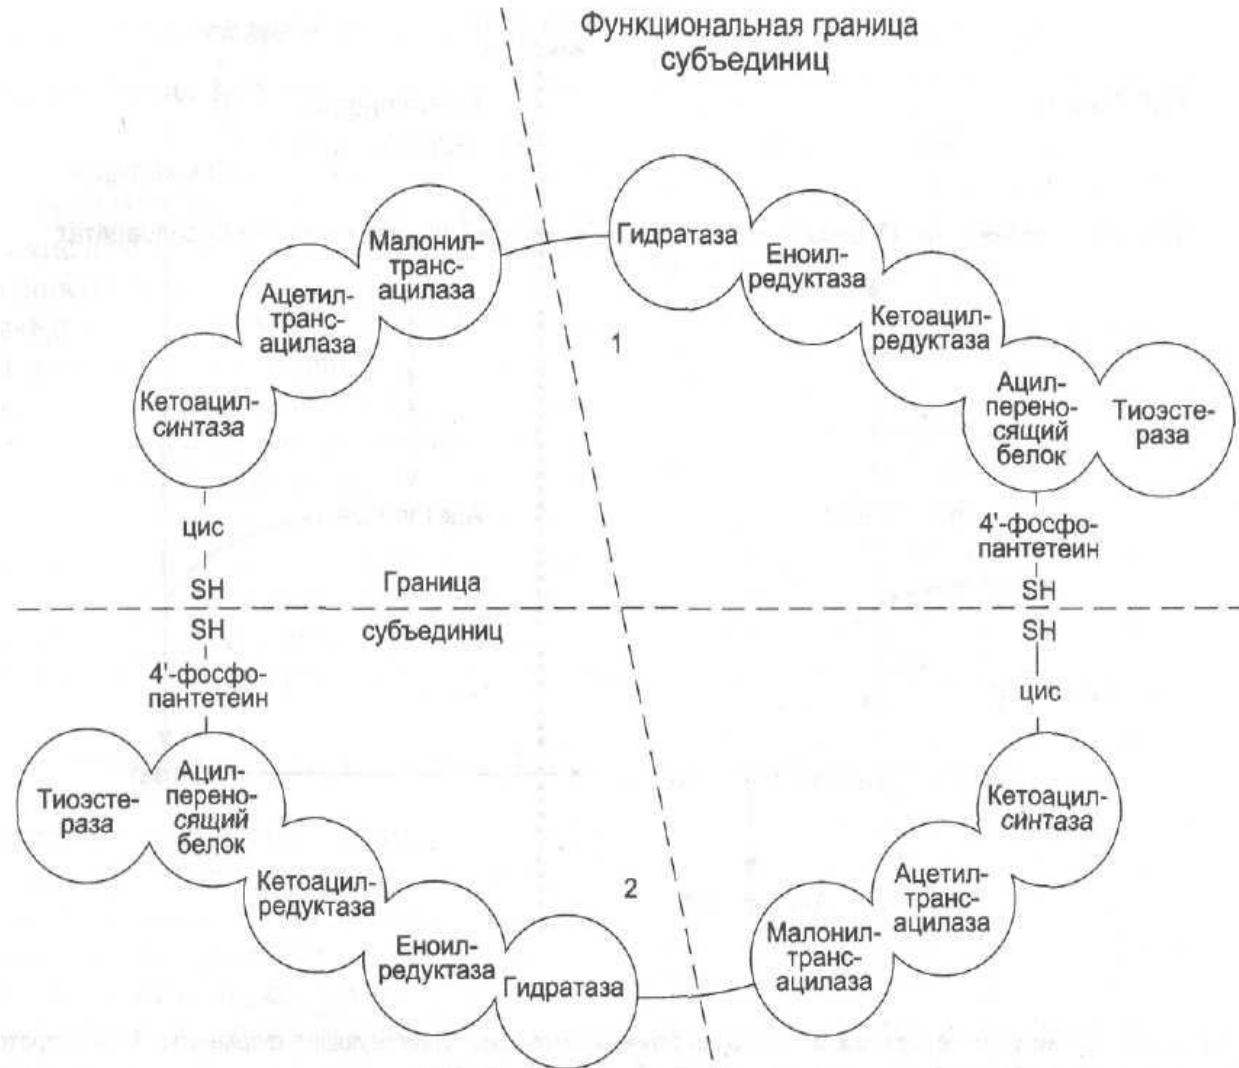 Функциональная граница
субъединиц
Малонил-
транс-
ацилаза
Ацетил-
транс-
ацилаза
Кетоацил-
синтаза
Гидратаза
Еноил-
редуктаза
Кетоацил-
редуктаза
Ацил-
перено-
сящий
белок
Тиоэсте-
раза
1
цис
SH
4'-фосфо-
пантетеин
SH
Граница
субъединиц
SH
4'-фосфо-
пантетеин
SH
цис
Тиоэсте-
раза
Ацил-
перено-
сящий
белок
Кетоацил-
редуктаза
Еноил-
редуктаза
Гидратаза
2
Кетоацил-
синтаза
Ацетил-
транс-
ацилаза
Малонил-
транс-
ацилаза